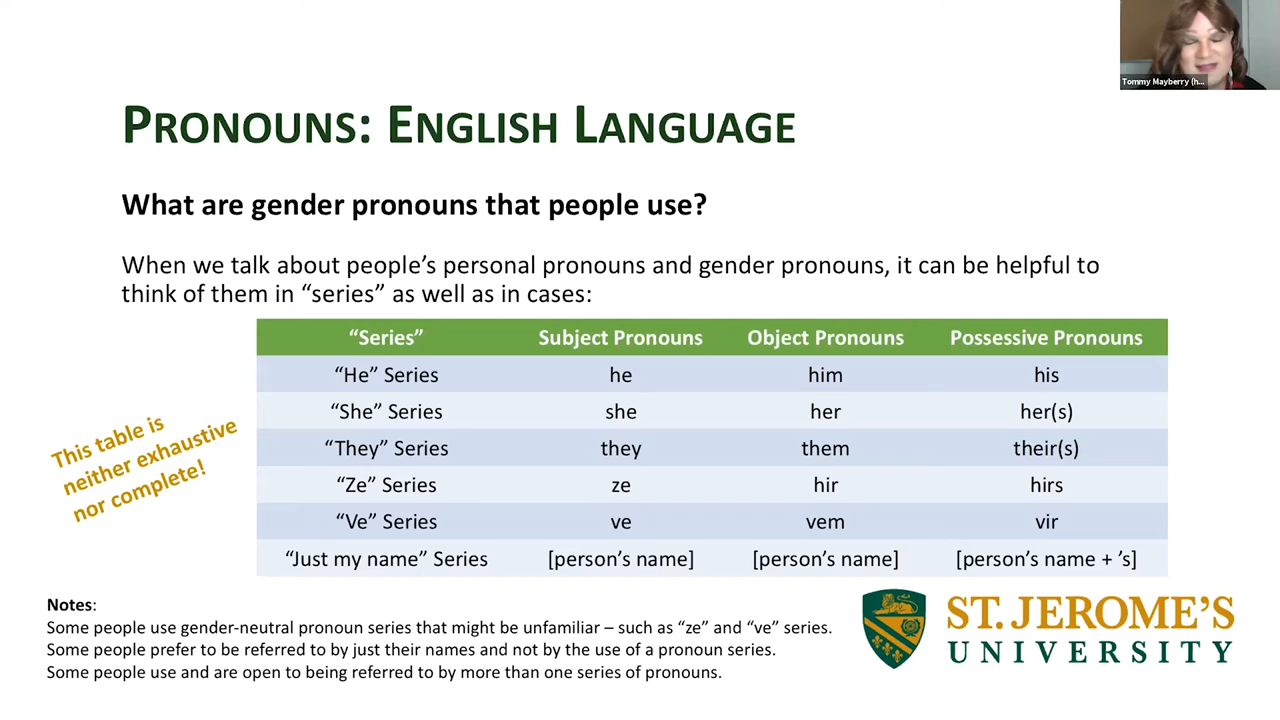 Tommy Mayberry (h...
PRONOUNS: ENGLISH LANGUAGE
What are gender pronouns that people use?
When we talk about people's personal pronouns and gender pronouns, it can be helpful to
think of them in “series” as well as in cases:
“Series” Subject Pronouns Object Pronouns Possessive Pronouns
“He” Series he him his
“She” Series she her her(s)
“They” Series they them their(s)
“Ze” Series ze hir hirs
“Ve” Series ve vem vir
“Just my name” Series [person's name] [person's name] [person's name + 's]
This table is
neither exhaustive
nor complete!
Notes:
Some people use gender-neutral pronoun series that might be unfamiliar – such as “ze” and “ve” series.
Some people prefer to be referred to by just their names and not by the use of a pronoun series.
Some people use and are open to being referred to by more than one series of pronouns.
ST. JEROME'S
UNIVERSITY